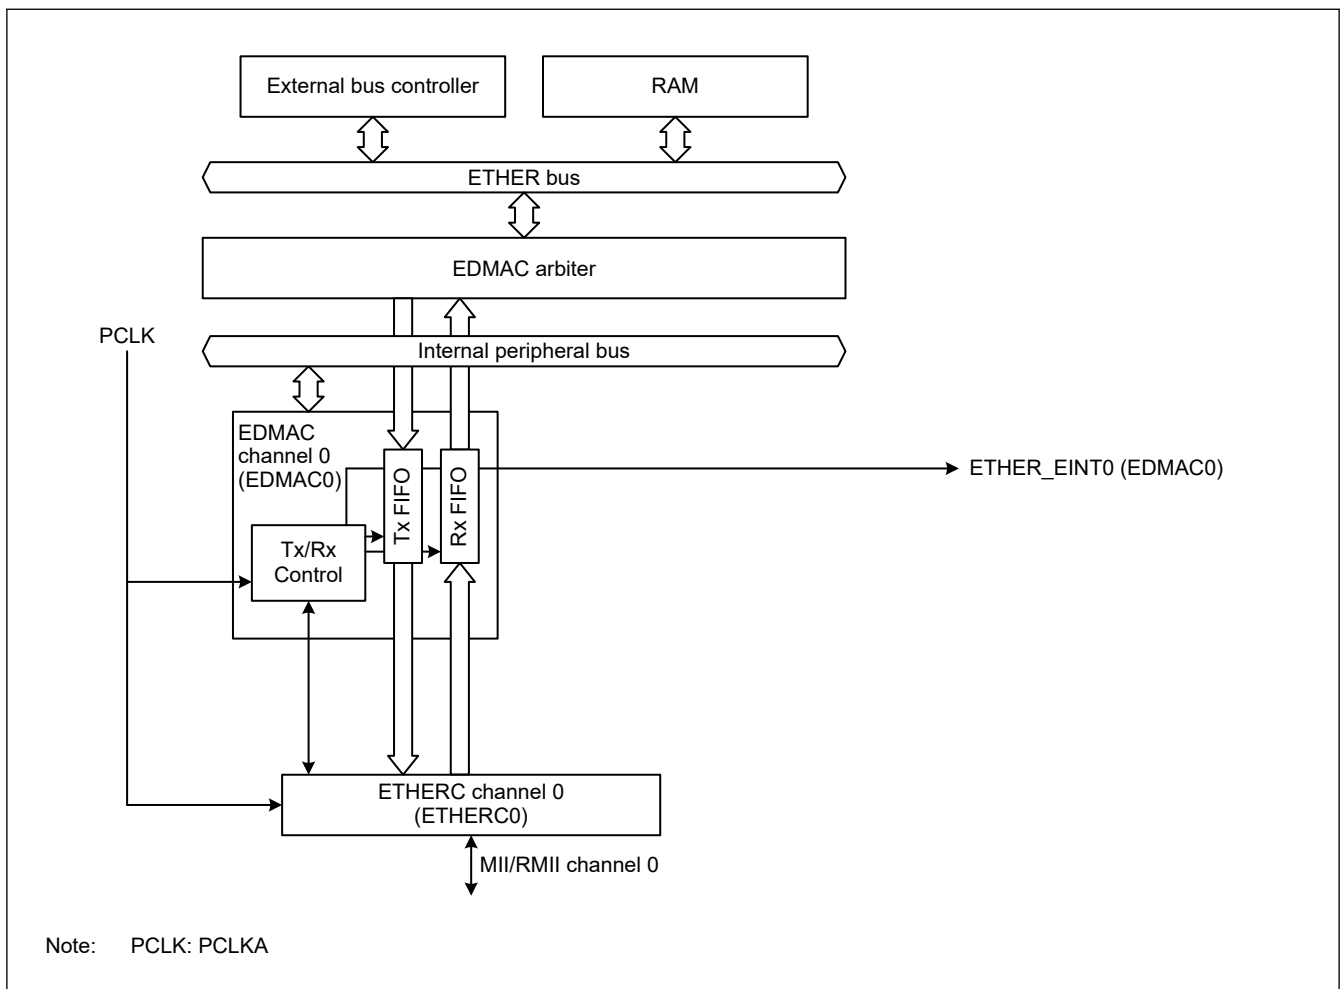 External bus controller
RAM
ETHER bus
EDMAC arbiter
PCLK
Internal peripheral bus
EDMAC
channel 0
(EDMAC0)
Tx FIFO
Rx FIFO
ETHER_EINT0 (EDMAC0)
Tx/Rx
Control
ETHERC channel 0
(ETHERC0)
MII/RMII channel 0
Note: PCLK: PCLKA